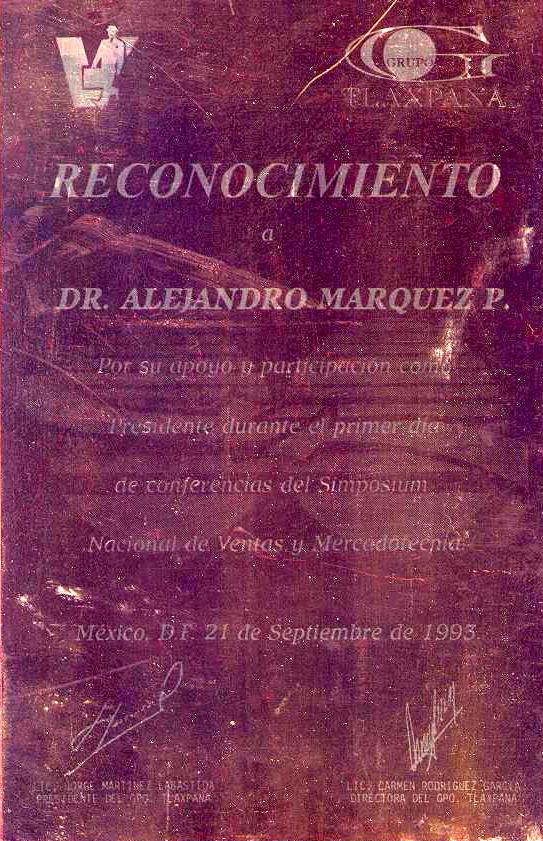 GRUPO
TLAXPANA
RECONOCIMIENTO
a
DR. ALEJANDRO MARQUEZ P.
Por su apoyo y participación como
Presidente durante el primer día
de conferencias del Simposium
Nacional de Ventas y Mercadotecnia.
México, D.F. 21 de Septiembre de 1993.
LIC. JORGE MARTINEZ LABASTIDA
PRESIDENTE DEL GPO. TLAXPANA
LIC. CARMEN RODRIGUEZ GARCIA
DIRECTORA DEL GPO. TLAXPANA